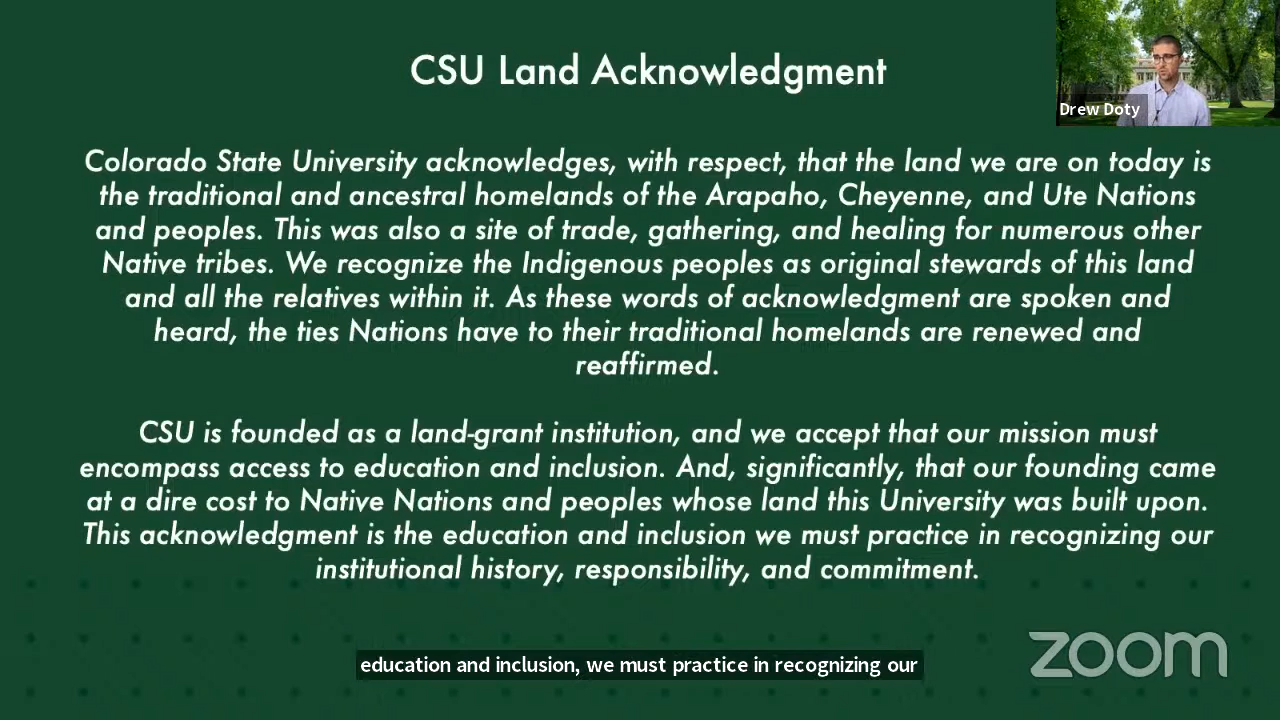 CSU Land Acknowledgment
Drew Doty
Colorado State University acknowledges, with respect, that the land we are on today is
the traditional and ancestral homelands of the Arapaho, Cheyenne, and Ute Nations
and peoples. This was also a site of trade, gathering, and healing for numerous other
Native tribes. We recognize the Indigenous peoples as original stewards of this land
and all the relatives within it. As these words of acknowledgment are spoken and
heard, the ties Nations have to their traditional homelands are renewed and
reaffirmed.
CSU is founded as a land-grant institution, and we accept that our mission must
encompass access to education and inclusion. And, significantly, that our founding came
at a dire cost to Native Nations and peoples whose land this University was built upon.
This acknowledgment is the education and inclusion we must practice in recognizing our
institutional history, responsibility, and commitment.
education and inclusion, we must practice in recognizing our
zoom